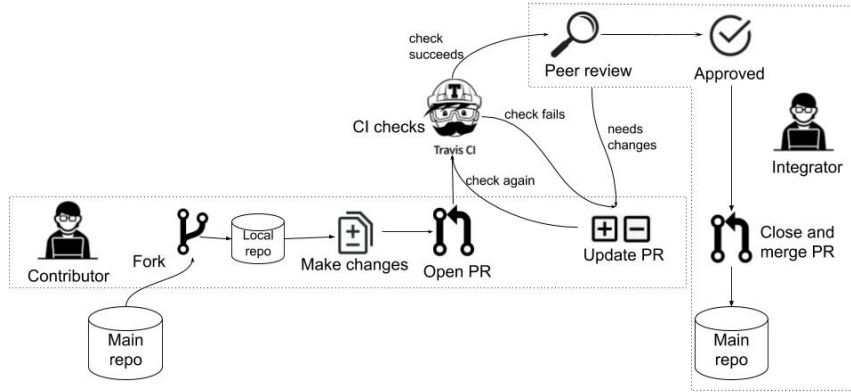 check
succeeds
Peer review
Approved
T
CI checks
check fails
Travis CI
needs
changes
Integrator
check again
Contributor
Fork
Local
repo
Make changes
Open PR
Update PR
Close and
merge PR
Main
repo
Main
repo